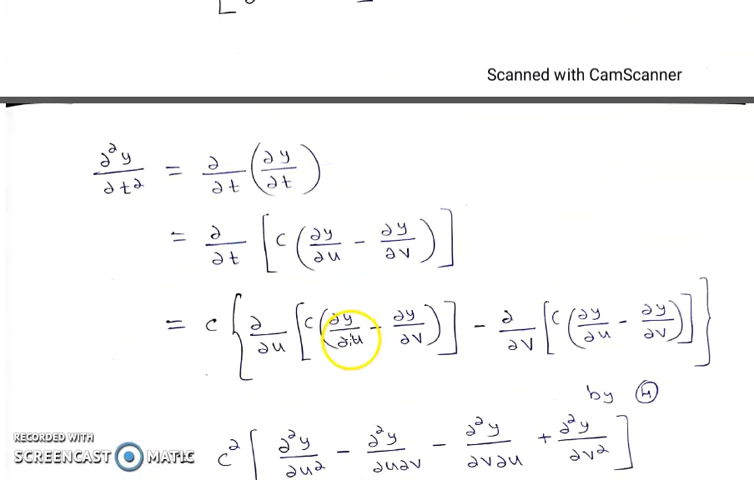 Scanned with CamScanner
∂²y/∂t² = ∂/∂t (∂y/∂t)
= ∂/∂t [c (∂y/∂u − ∂y/∂v)]
= c {∂/∂u [c (∂y/∂u − ∂y/∂v)] − ∂/∂v [c (∂y/∂u − ∂y/∂v)]}
by ④
c² [∂²y/∂u² − ∂²y/∂u∂v − ∂²y/∂v∂u + ∂²y/∂v²]
RECORDED WITH
SCREENCAST MATIC